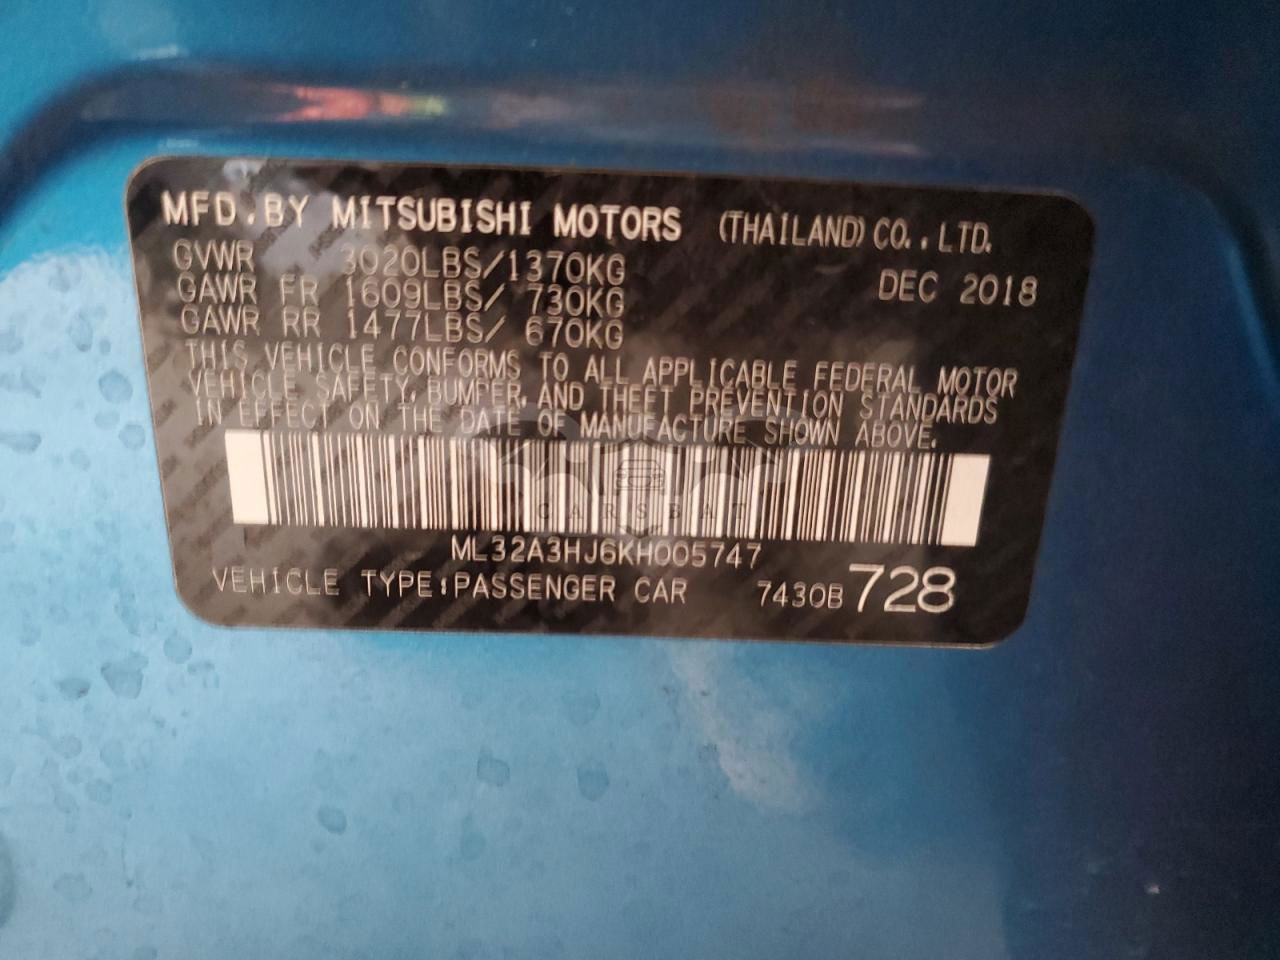 MFD.BY MITSUBISHI MOTORS (THAILAND) CO.,LTD.
GVWR 3020LBS/1370KG DEC 2018
GAWR FR 1609LBS/ 730KG
GAWR RR 1477LBS/ 670KG
THIS VEHICLE CONFORMS TO ALL APPLICABLE FEDERAL MOTOR
VEHICLE SAFETY, BUMPER, AND THEFT PREVENTION STANDARDS
IN EFFECT ON THE DATE OF MANUFACTURE SHOWN ABOVE.
CARSBAT
ML32A3HJ6KH005747
VEHICLE TYPE:PASSENGER CAR 7430B 728